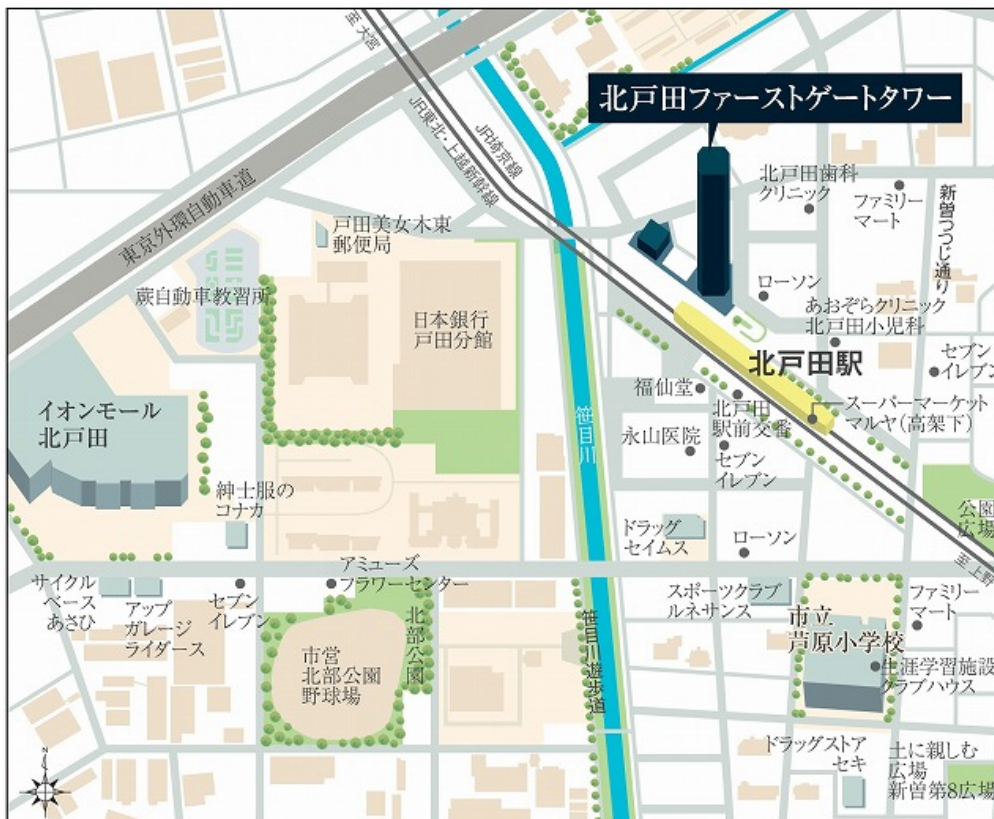 至 大宮
北戸田ファーストゲートタワー
JR埼京線
JR東北・上越新幹線
東京外環自動車道
北戸田歯科
クリニック
ファミリー
マート
新曽つつじ通り
戸田美女木東
郵便局
蕨自動車教習所
日本銀行
戸田分館
ローソン
あおぞらクリニック
北戸田小児科
セブン
イレブン
北戸田駅
福仙堂
北戸田
駅前交番
スーパーマーケット
マルヤ(高架下)
イオンモール
北戸田
笹目川
永山医院
セブン
イレブン
紳士服の
コナカ
公園
広場
ドラッグ
セイムス
ローソン
至 上野
アミューズ
フラワーセンター
サイクル
ベース
あさひ
アップ
ガレージ
ライダース
セブン
イレブン
北部公園
スポーツクラブ
ルネサンス
ファミリー
マート
市立
芦原小学校
市営
北部公園
野球場
笹目川遊歩道
生涯学習施設
クラブハウス
ドラッグストア
セキ
土に親しむ
広場
新曽第8広場
N